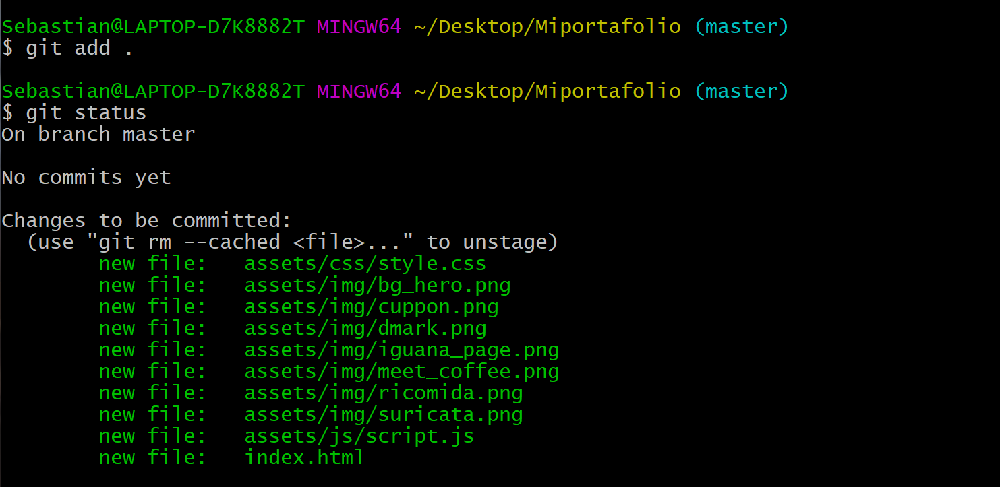 Sebastian@LAPTOP-D7K8882T MINGW64 ~/Desktop/Miportafolio (master)
$ git add .
Sebastian@LAPTOP-D7K8882T MINGW64 ~/Desktop/Miportafolio (master)
$ git status
On branch master
No commits yet
Changes to be committed:
  (use "git rm --cached <file>..." to unstage)
        new file:   assets/css/style.css
        new file:   assets/img/bg_hero.png
        new file:   assets/img/cuppon.png
        new file:   assets/img/dmark.png
        new file:   assets/img/iguana_page.png
        new file:   assets/img/meet_coffee.png
        new file:   assets/img/ricomida.png
        new file:   assets/img/suricata.png
        new file:   assets/js/script.js
        new file:   index.html